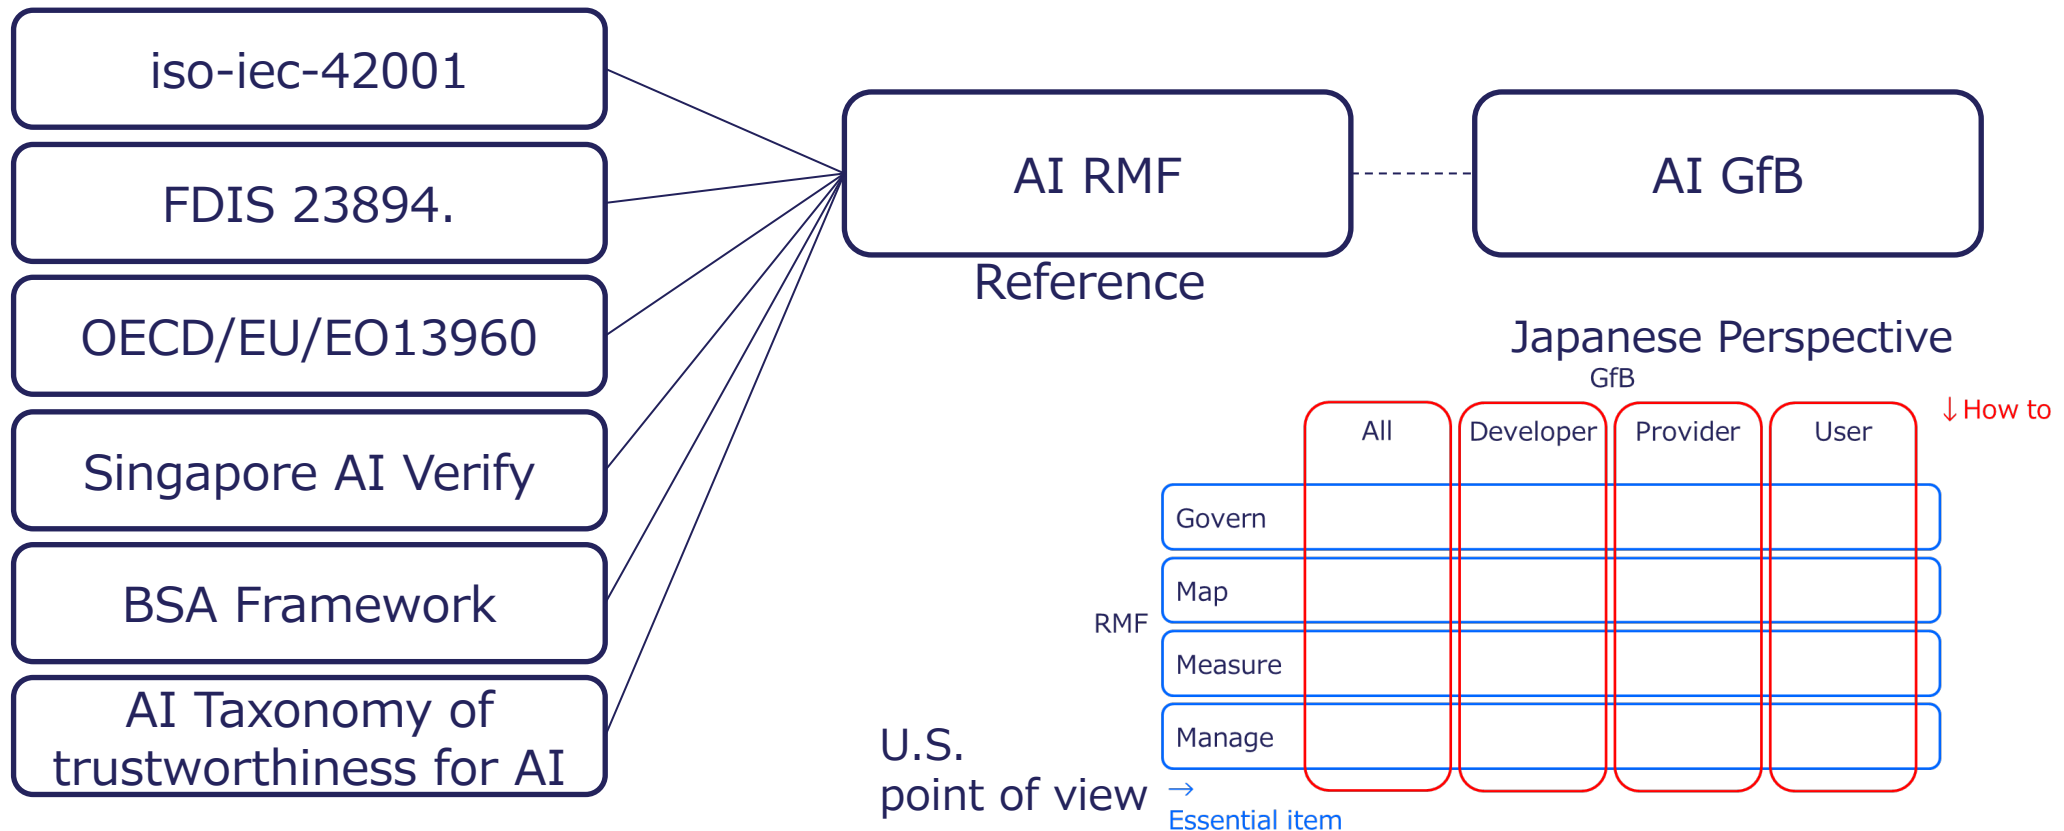 iso-iec-42001
FDIS 23894.
OECD/EU/EO13960
Singapore AI Verify
BSA Framework
AI Taxonomy of
trustworthiness for AI
AI RMF
Reference
AI GfB
Japanese Perspective
GfB
↓How to
All
Developer
Provider
User
RMF
Govern
Map
Measure
Manage
U.S.
point of view
→
Essential item